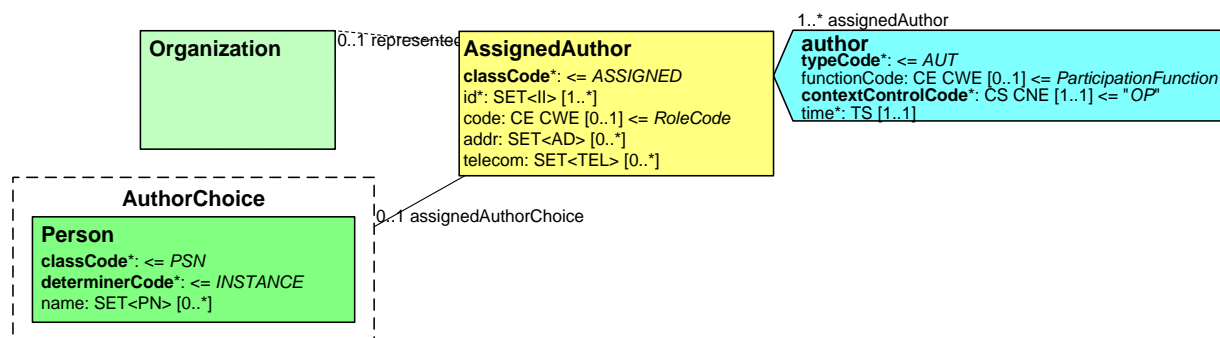 1..* assignedAuthor
Organization
0..1 represented
AssignedAuthor
classCode*: <= ASSIGNED
id*: SET<II> [1..*]
code: CE CWE [0..1] <= RoleCode
addr: SET<AD> [0..*]
telecom: SET<TEL> [0..*]
author
typeCode*: <= AUT
functionCode: CE CWE [0..1] <= ParticipationFunction
contextControlCode*: CS CNE [1..1] <= "OP"
time*: TS [1..1]
AuthorChoice
0..1 assignedAuthorChoice
Person
classCode*: <= PSN
determinerCode*: <= INSTANCE
name: SET<PN> [0..*]